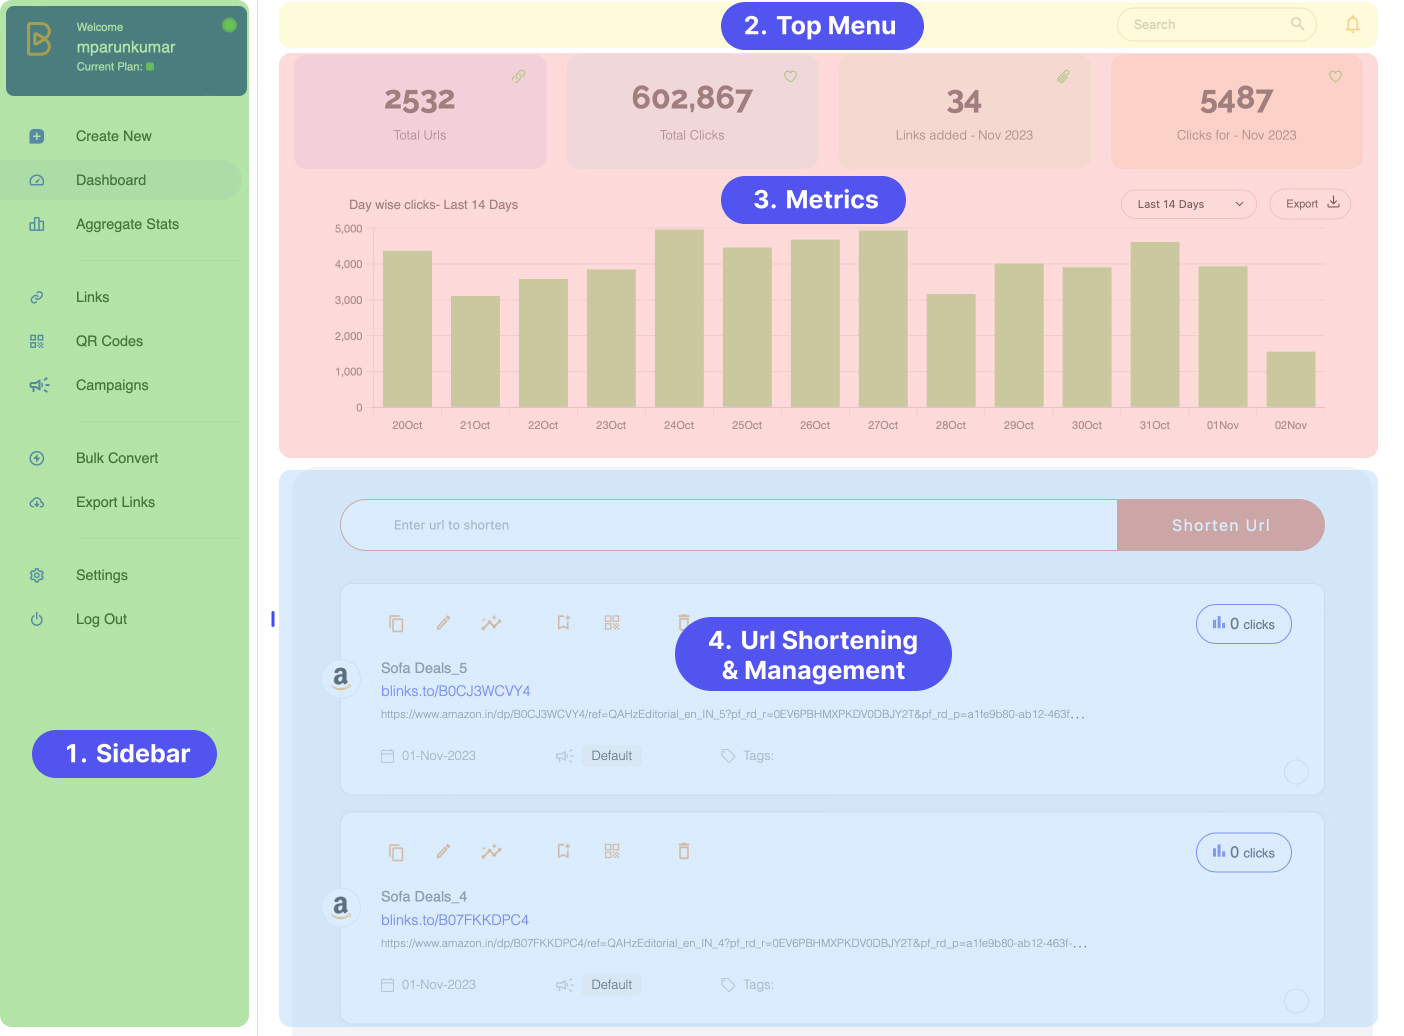 Welcome
mparunkumar
Current Plan:
Create New
Dashboard
Aggregate Stats
Links
QR Codes
Campaigns
Bulk Convert
Export Links
Settings
Log Out
1. Sidebar
2. Top Menu
Search
2532
Total Urls
602,867
Total Clicks
34
Links added - Nov 2023
5487
Clicks for - Nov 2023
3. Metrics
Day wise clicks- Last 14 Days
Last 14 Days
Export
5,000
4,000
3,000
2,000
1,000
0
20Oct 21Oct 22Oct 23Oct 24Oct 25Oct 26Oct 27Oct 28Oct 29Oct 30Oct 31Oct 01Nov 02Nov
Enter url to shorten
Shorten Url
0 clicks
4. Url Shortening
& Management
Sofa Deals_5
blinks.to/B0CJ3WCVY4
https://www.amazon.in/dp/B0CJ3WCVY4/ref=QAHzEditorial_en_IN_5?pf_rd_r=0EV6PBHMXPKDV0DBJY2T&pf_rd_p=a1fe9b80-ab12-463f...
01-Nov-2023 Default Tags:
0 clicks
Sofa Deals_4
blinks.to/B07FKKDPC4
https://www.amazon.in/dp/B07FKKDPC4/ref=QAHzEditorial_en_IN_4?pf_rd_r=0EV6PBHMXPKDV0DBJY2T&pf_rd_p=a1fe9b80-ab12-463f-...
01-Nov-2023 Default Tags: